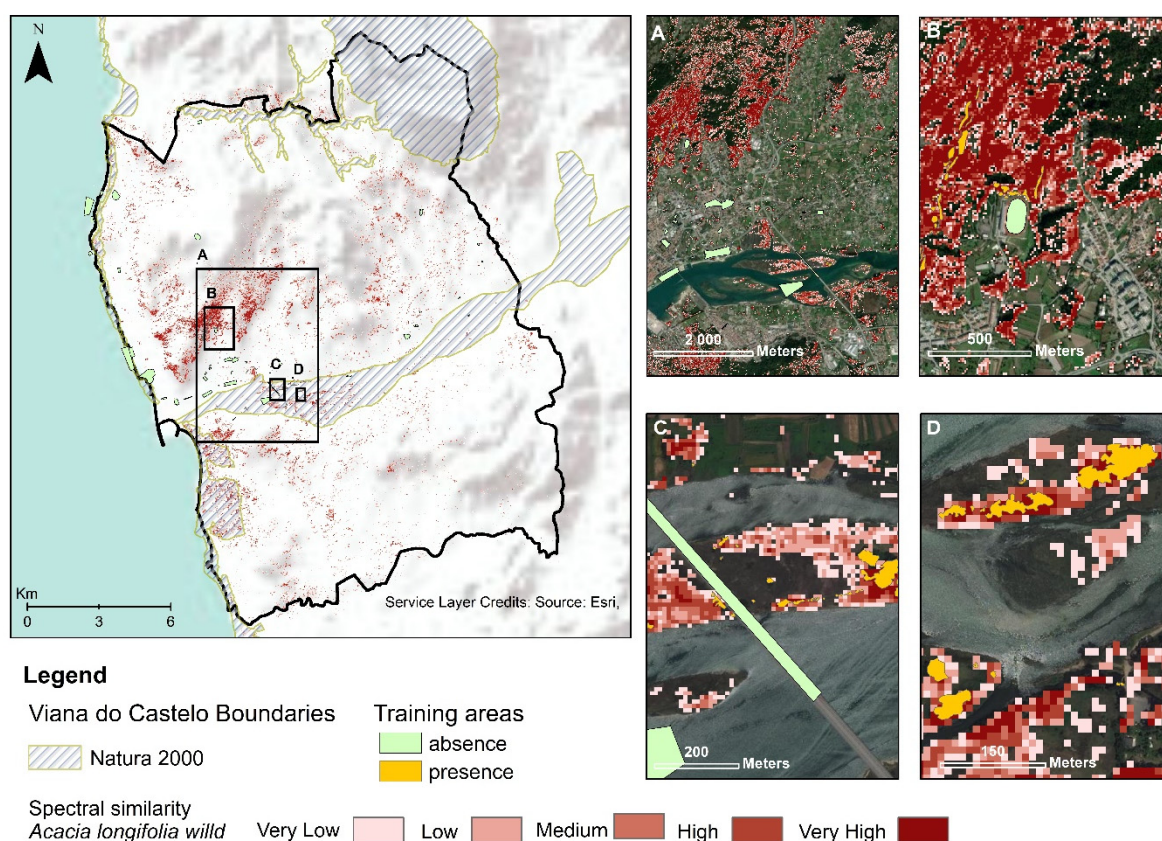 N
A
B
C
D
Km
0 3 6
Service Layer Credits: Source: Esri,
A
2 000 Meters
B
500 Meters
C
200 Meters
D
150 Meters
Legend
Viana do Castelo Boundaries
Natura 2000
Training areas
absence
presence
Spectral similarity
Acacia longifolia willd
Very Low Low Medium High Very High